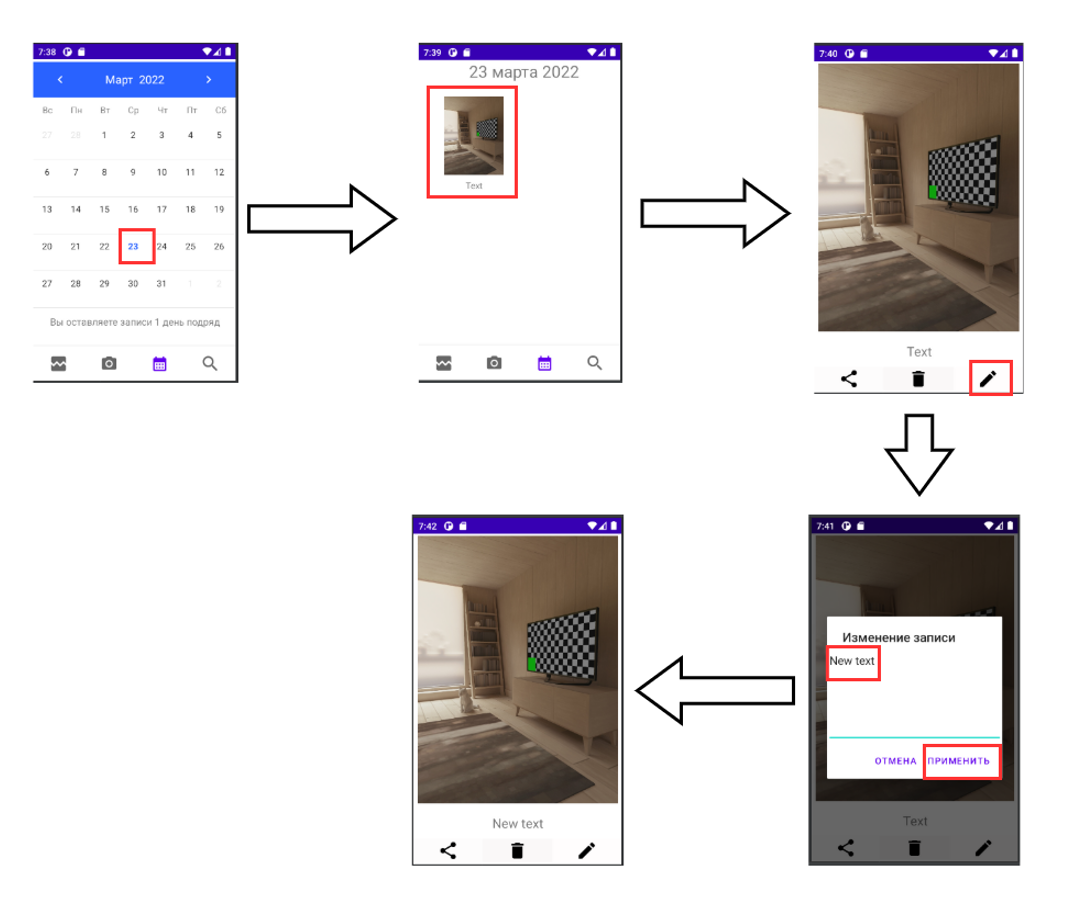 7:38
Март 2022
Вс Пн Вт Ср Чт Пт Сб
27 28 1 2 3 4 5
6 7 8 9 10 11 12
13 14 15 16 17 18 19
20 21 22 23 24 25 26
27 28 29 30 31 1 2
Вы оставляете записи 1 день подряд
7:39
23 марта 2022
Text
7:40
Text
7:41
Изменение записи
New text
ОТМЕНА ПРИМЕНИТЬ
Text
7:42
New text